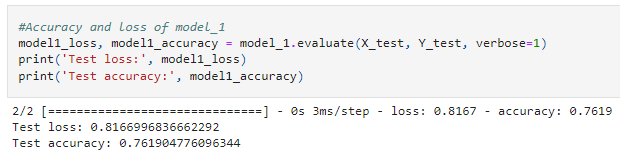 #Accuracy and loss of model_1
model1_loss, model1_accuracy = model_1.evaluate(X_test, Y_test, verbose=1)
print('Test loss:', model1_loss)
print('Test accuracy:', model1_accuracy)
2/2 [==============================] - 0s 3ms/step - loss: 0.8167 - accuracy: 0.7619
Test loss: 0.8166996836662292
Test accuracy: 0.761904776096344